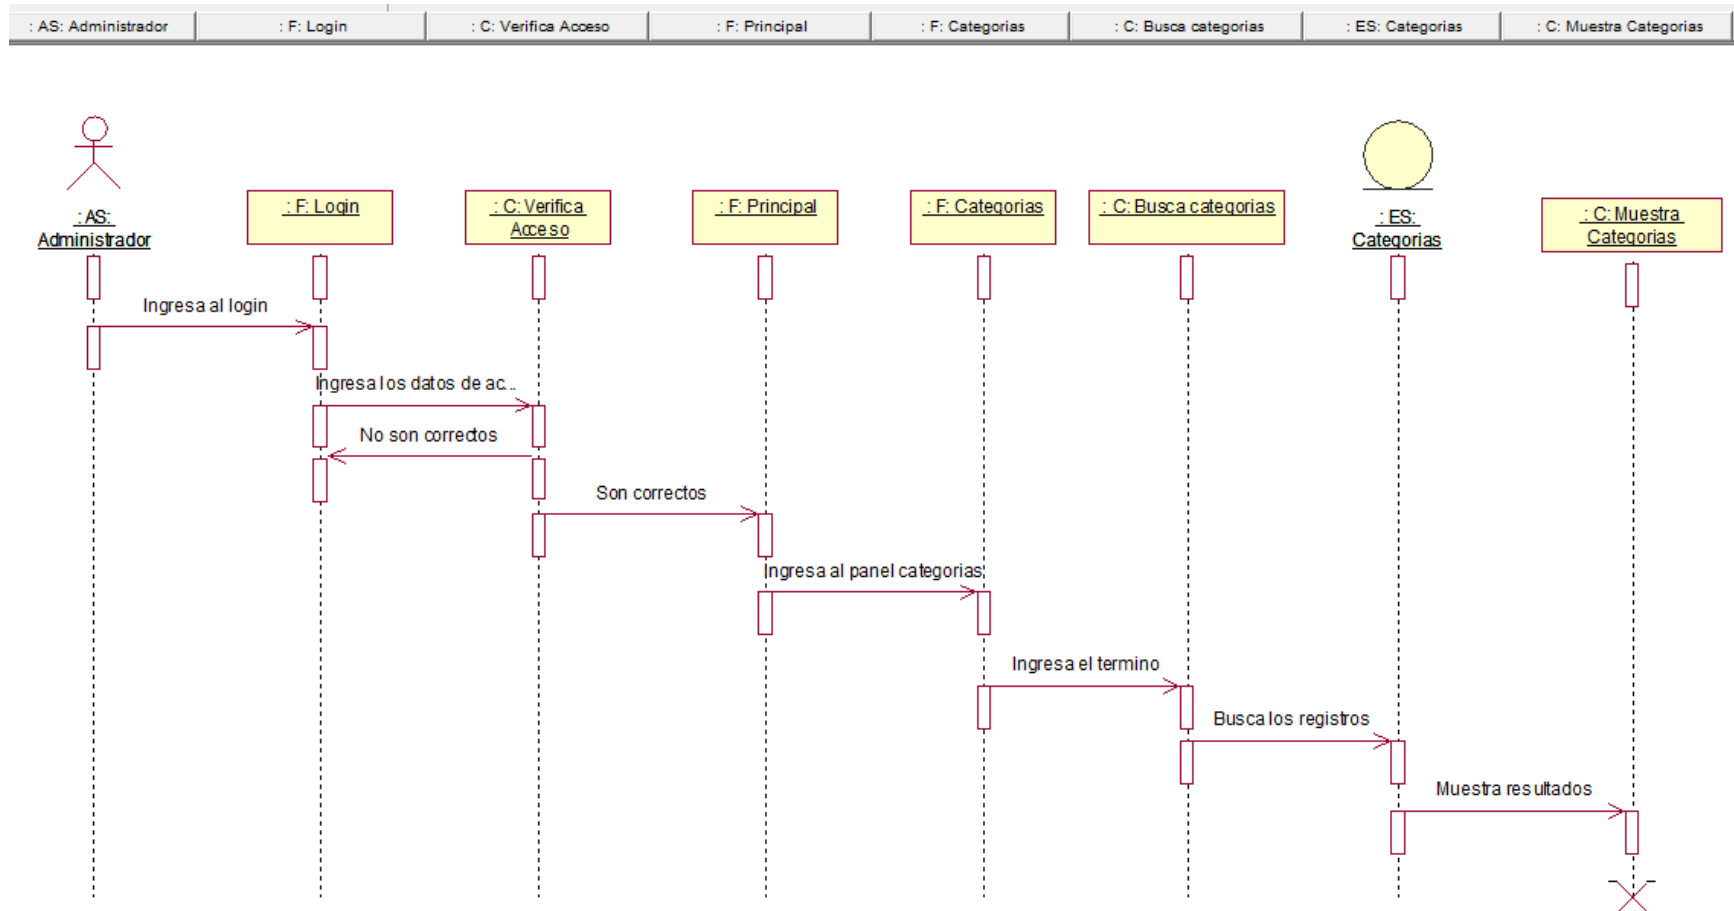 : AS: Administrador
: F: Login
: C: Verifica Acceso
: F: Principal
: F: Categorias
: C: Busca categorias
: ES: Categorias
: C: Muestra Categorias
: AS:
Administrador
: F: Login
: C: Verifica
Acceso
: F: Principal
: F: Categorias
: C: Busca categorias
: ES:
Categorias
: C: Muestra
Categorias
Ingresa al login
Ingresa los datos de ac...
No son correctos
Son correctos
Ingresa al panel categorias
Ingresa el termino
Busca los registros
Muestra resultados